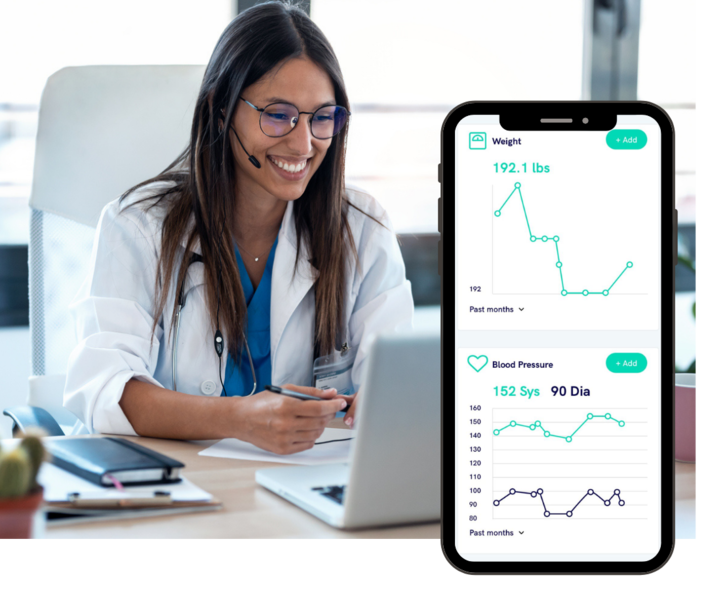 Weight
+ Add
192.1 lbs
192
Past months
Blood Pressure
+ Add
152 Sys 90 Dia
160
150
140
130
120
110
100
90
80
Past months